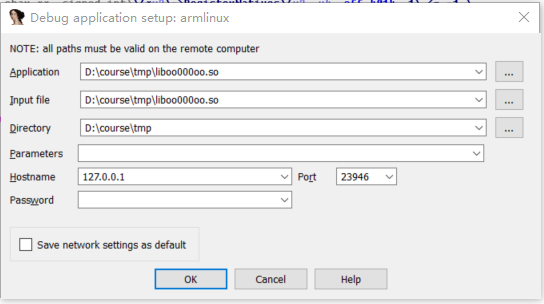 Debug application setup: armlinux
NOTE: all paths must be valid on the remote computer
Application D:\course\tmp\liboo000oo.so ...
Input file D:\course\tmp\liboo000oo.so ...
Directory D:\course\tmp ...
Parameters
Hostname 127.0.0.1 Port 23946
Password
Save network settings as default
OK Cancel Help